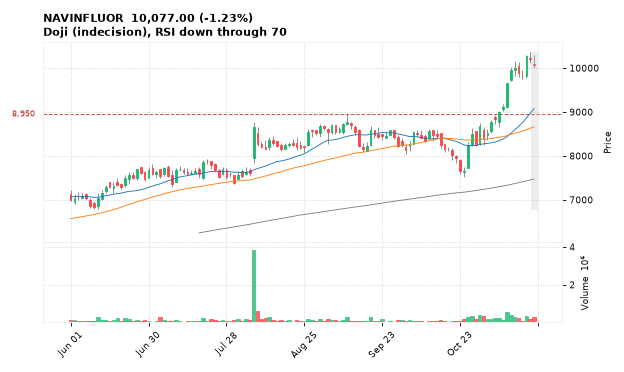 NAVINFLUOR 10,077.00 (-1.23%)
Doji (indecision), RSI down through 70
10000
9000
8,950
8000
7000
Price
4
2
Volume 10⁶
Jun 01
Jun 30
Jul 28
Aug 25
Sep 23
Oct 23